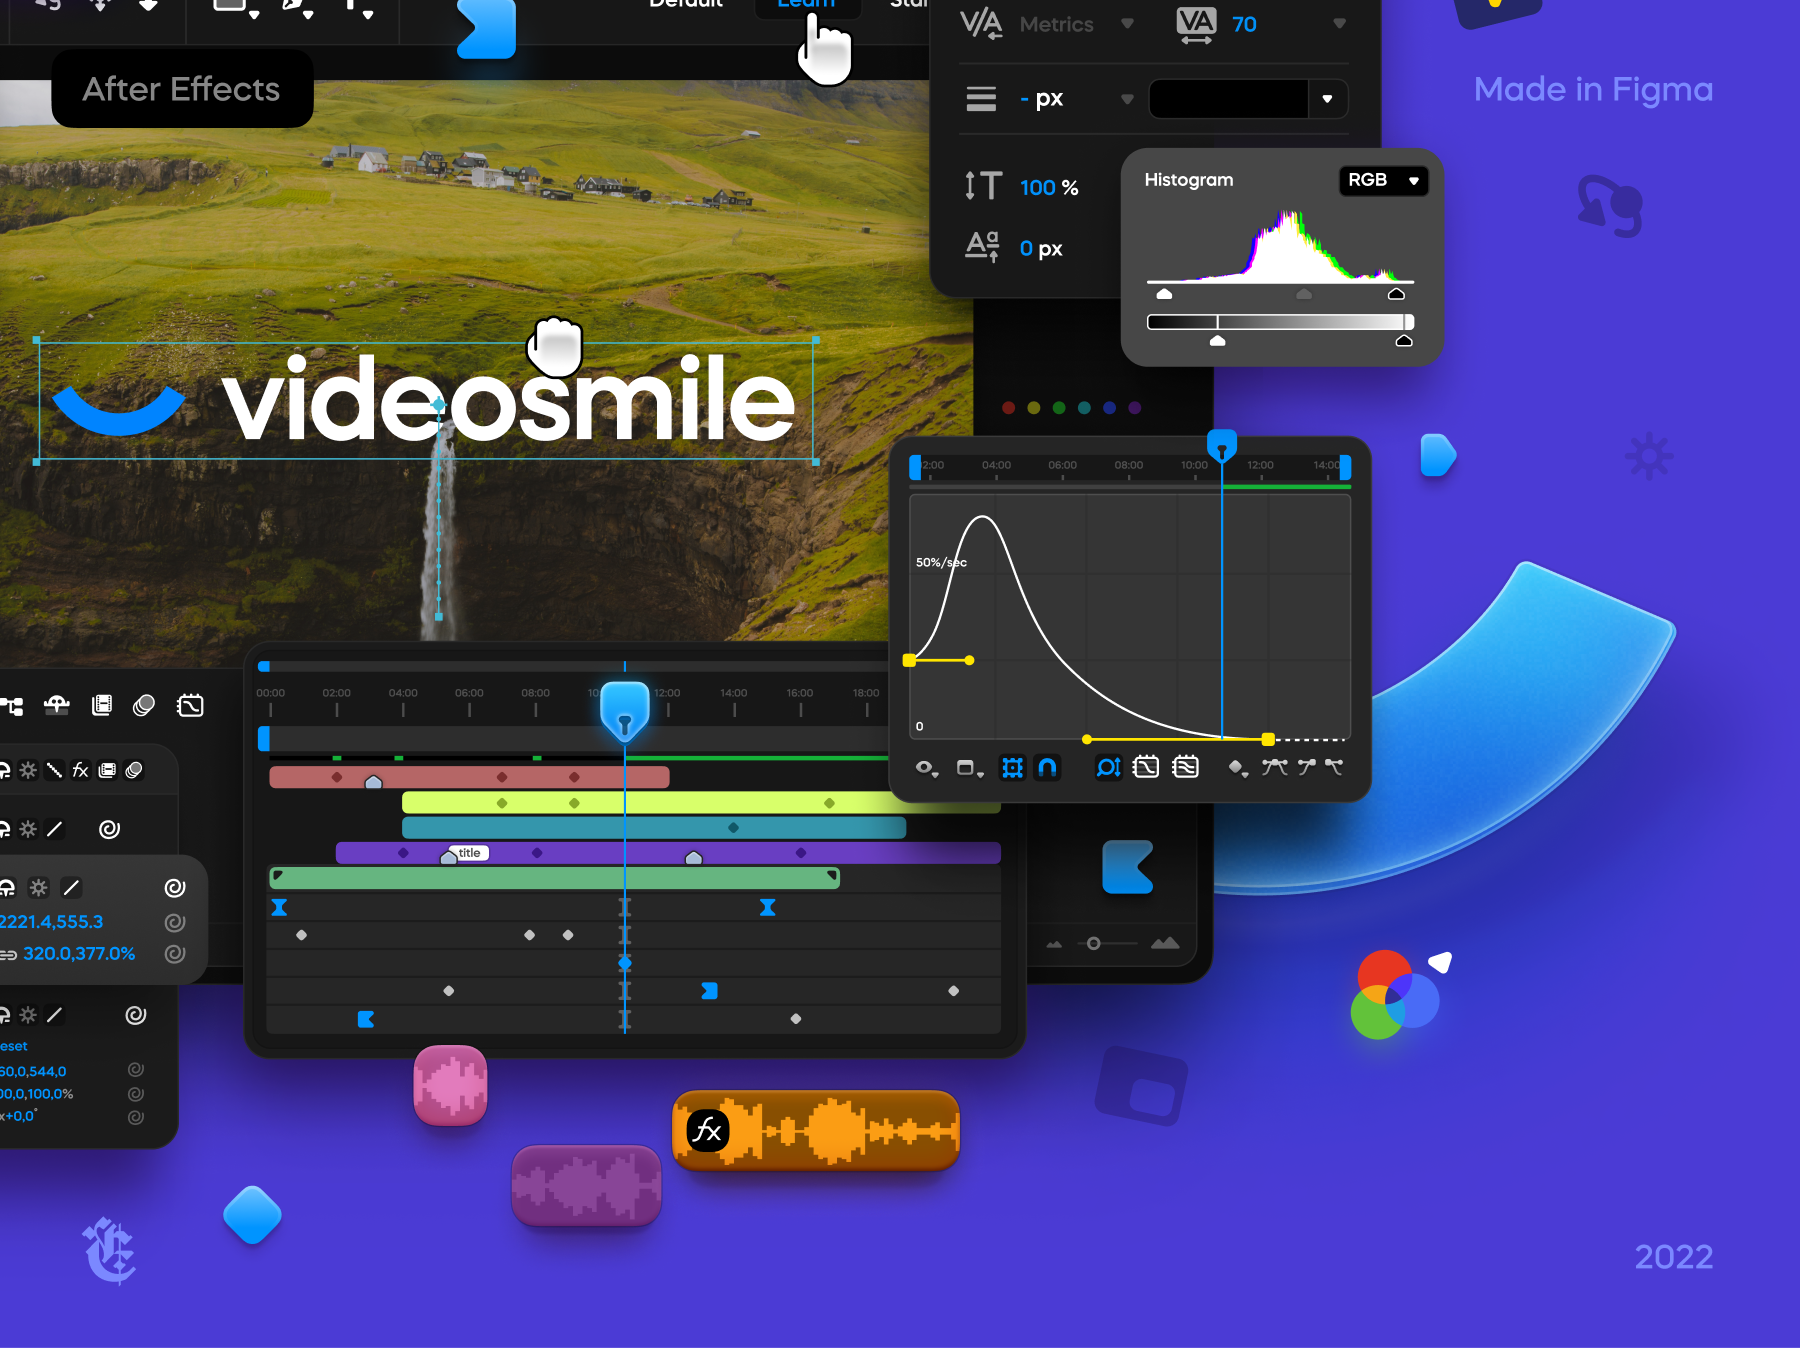 Default
Learn
After Effects
Metrics
70
- px
100 %
0 px
Made in Figma
Histogram
RGB
videosmile
2:00 04:00 06:00 08:00 10:00 12:00 14:00
50%/sec
0
00:00 02:00 04:00 06:00 08:00 10 12:00 14:00 16:00 18:00
fx
title
2221.4,555.3
320.0,377.0%
eset
60,0,544,0
00,0,100,0%
x+0,0°
fx
2022